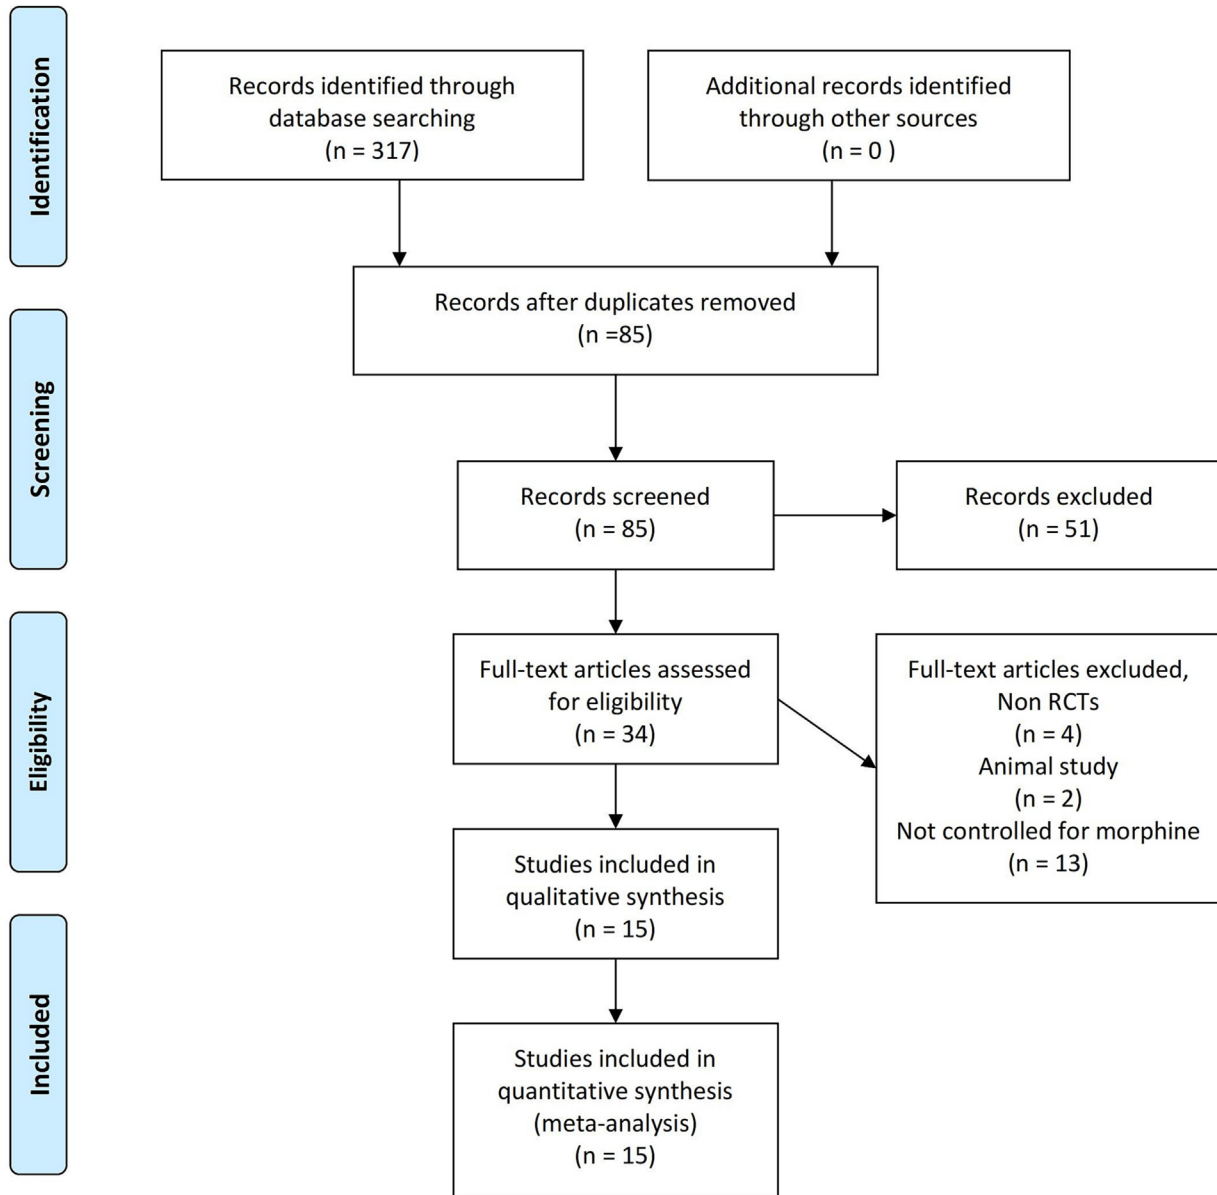 Identification
Records identified through
database searching
(n = 317)
Additional records identified
through other sources
(n = 0 )
Records after duplicates removed
(n =85)
Screening
Records screened
(n = 85)
Records excluded
(n = 51)
Eligibility
Full-text articles assessed
for eligibility
(n = 34)
Full-text articles excluded,
Non RCTs
(n = 4)
Animal study
(n = 2)
Not controlled for morphine
(n = 13)
Studies included in
qualitative synthesis
(n = 15)
Included
Studies included in
quantitative synthesis
(meta-analysis)
(n = 15)